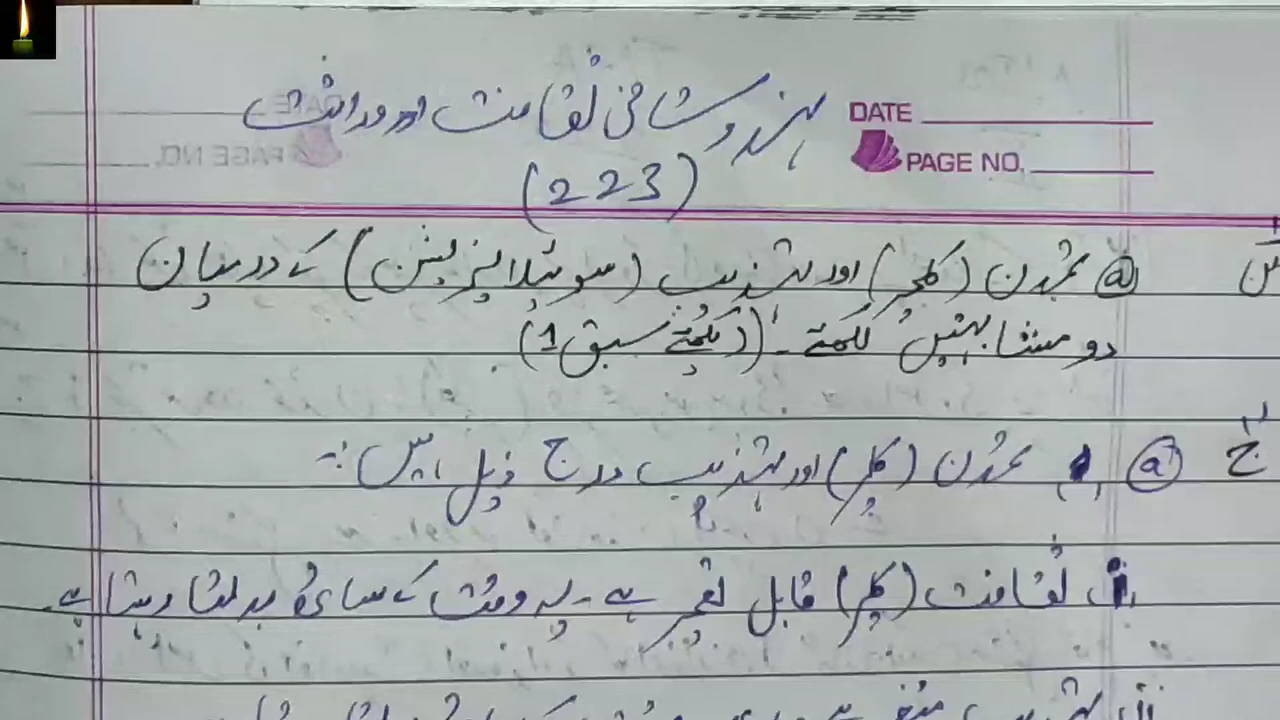 ہندوستانی ثقافت اور وراثت
DATE
PAGE NO.
(223)
س (a) تمدن (کلچر) اور تہذیب (سویلائزیشن) کے درمیان
دو مشابہتیں لکھئے۔ (دیکھئے سبق 1)
ج (a) تمدن (کلچر) اور تہذیب درج ذیل ہیں :-
i ثقافت (کلچر) قابل تغیر ہے۔ یہ وقت کے ساتھ بدلتا رہتا ہے